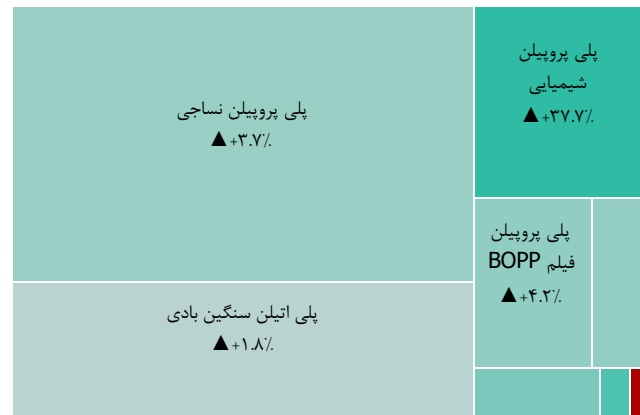 پلی پروپیلن نساجی
▲+۳.۷٪
پلی پروپیلن
شیمیایی
▲+۳۷.۷٪
پلی پروپیلن
فیلم BOPP
▲+۴.۲٪
پلی اتیلن سنگین بادی
▲+۱.۸٪